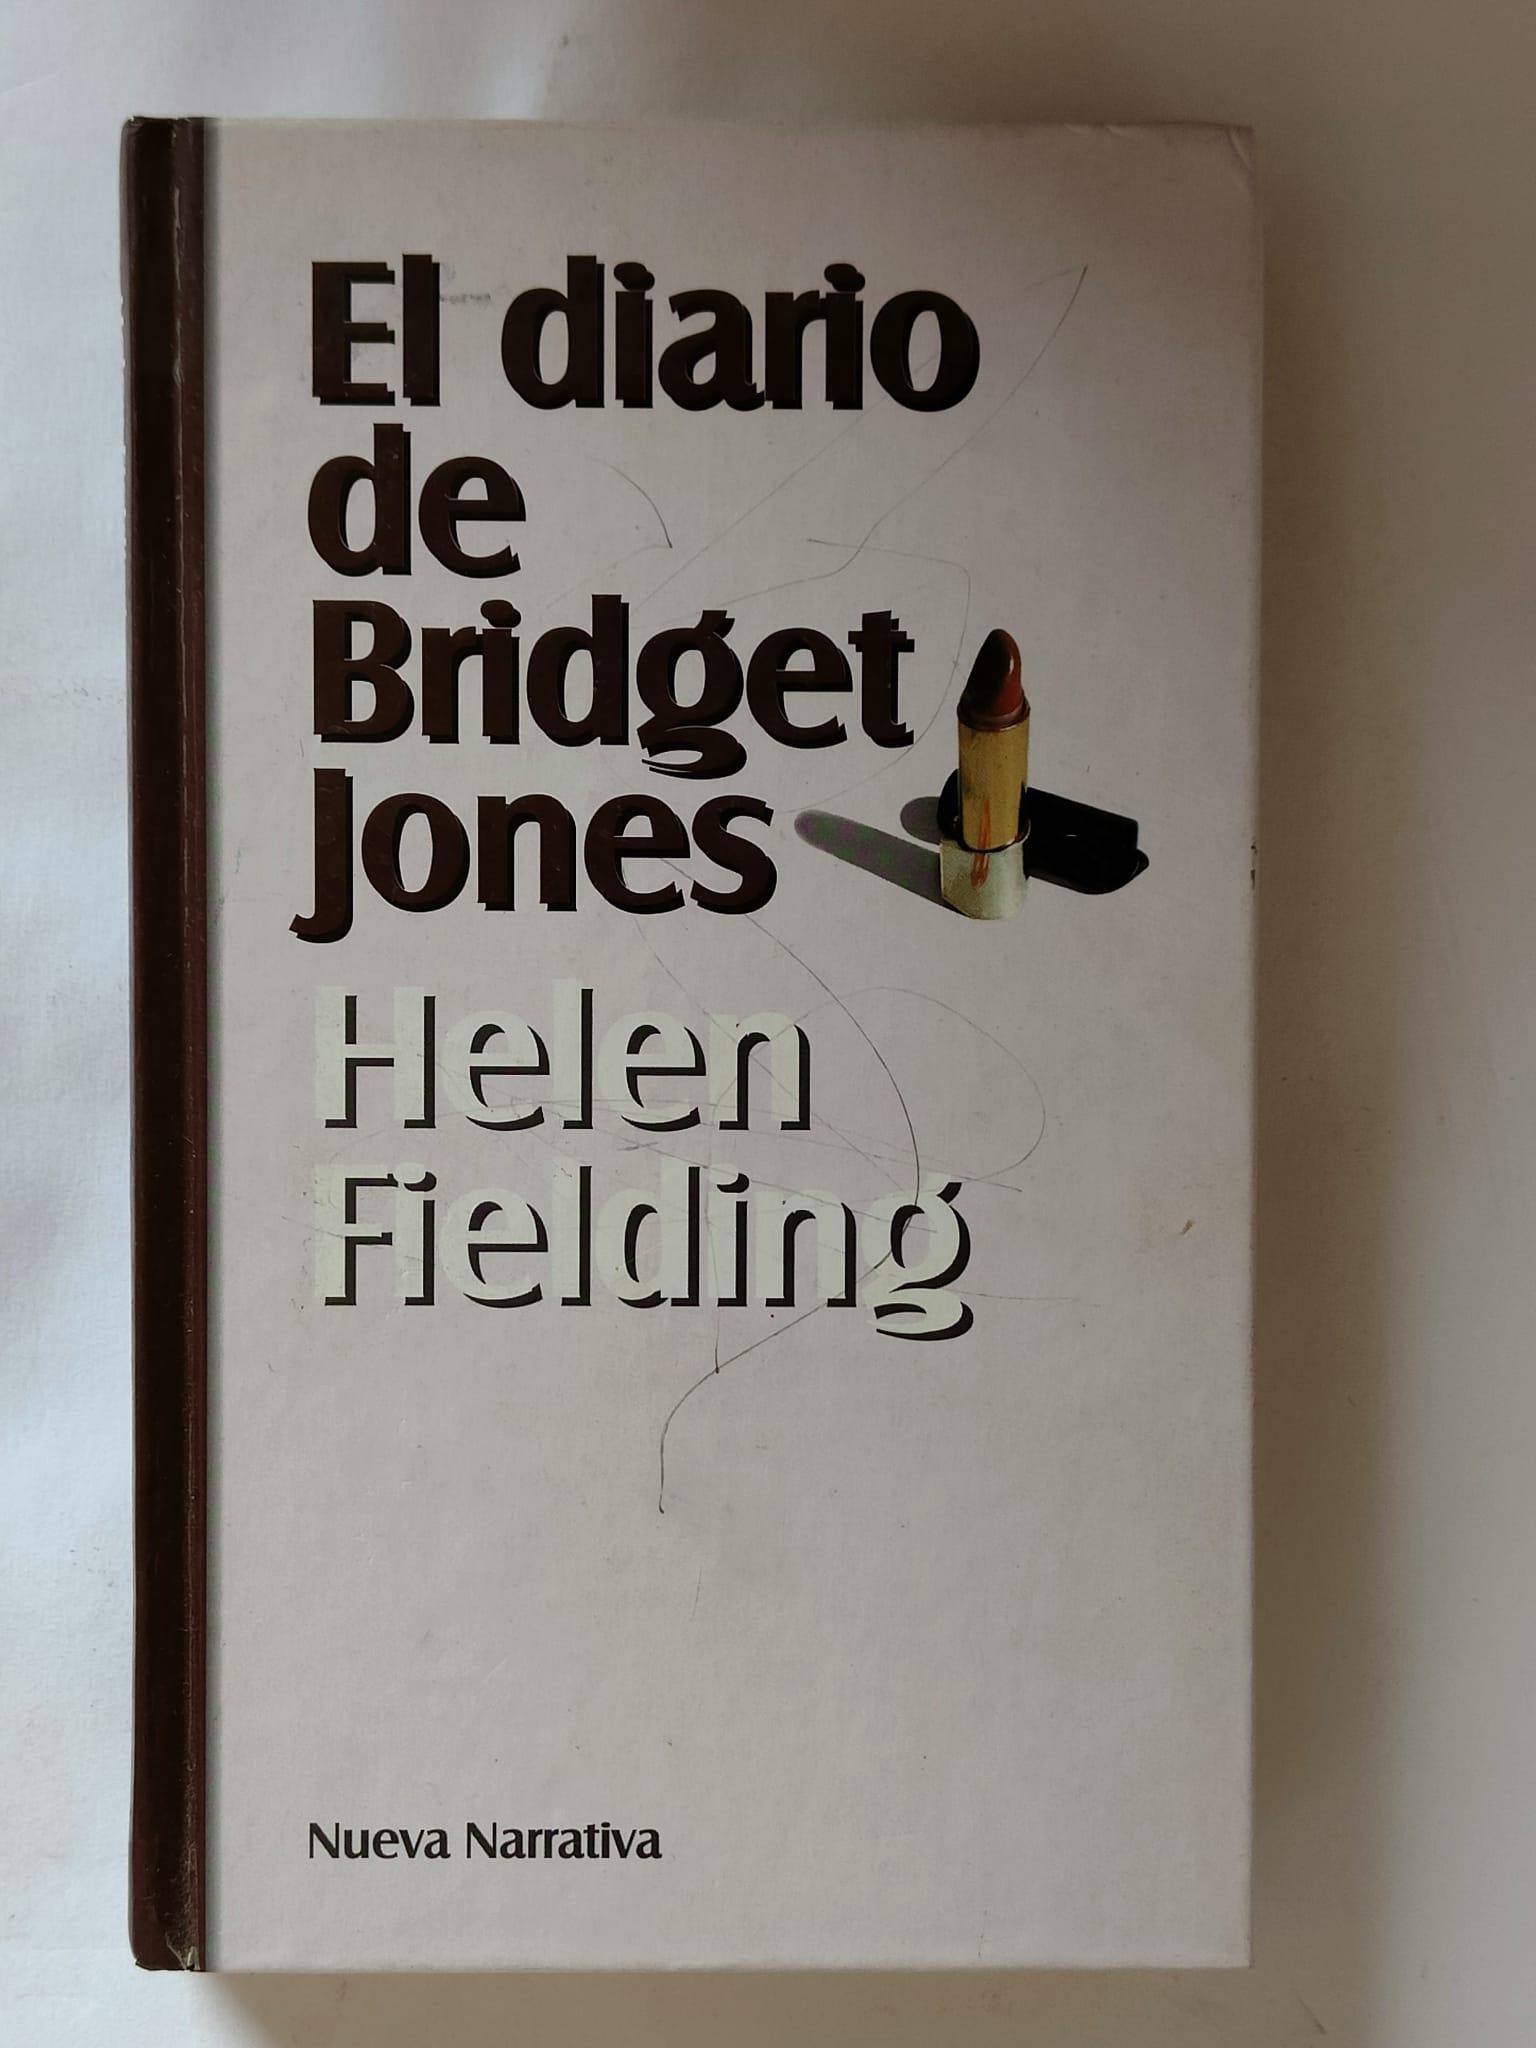 El diario
de
Bridget
Jones
Helen
Fielding
Nueva Narrativa